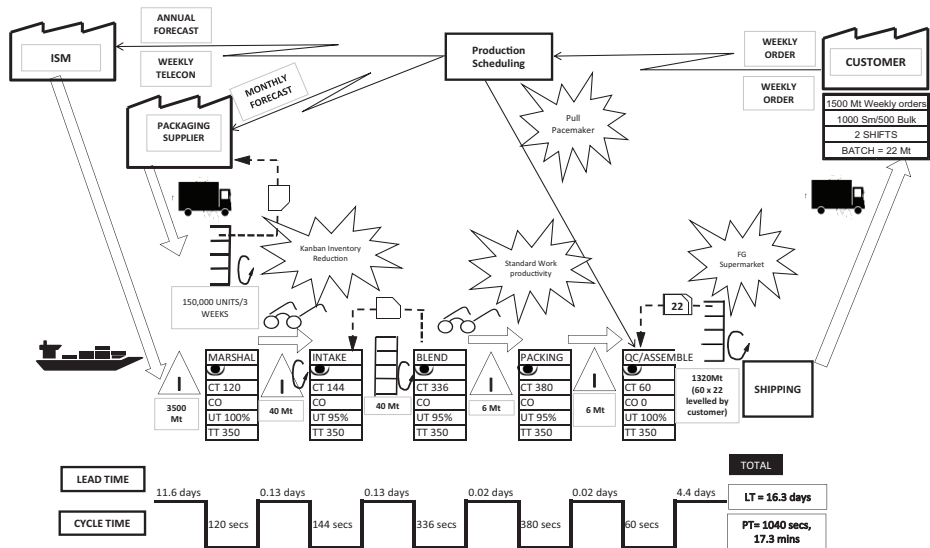 ANNUAL
FORECAST
ISM
WEEKLY
TELECON
MONTHLY
FORECAST
Production
Scheduling
WEEKLY
ORDER
WEEKLY
ORDER
CUSTOMER
1500 Mt Weekly orders
1000 Sm/500 Bulk
2 SHIFTS
BATCH = 22 Mt
PACKAGING
SUPPLIER
Pull
Pacemaker
Kanban Inventory
Reduction
Standard Work
productivity
FG
Supermarket
150,000 UNITS/3
WEEKS
22
I
3500
Mt
MARSHAL
CT 120
CO
UT 100%
TT 350
I
40 Mt
INTAKE
CT 144
CO
UT 95%
TT 350
40 Mt
BLEND
CT 336
CO
UT 95%
TT 350
I
6 Mt
PACKING
CT 380
CO
UT 95%
TT 350
I
6 Mt
QC/ASSEMBLE
CT 60
CO 0
UT 100%
TT 350
1320Mt
(60 x 22
levelled by
customer)
SHIPPING
LEAD TIME
11.6 days
0.13 days
0.13 days
0.02 days
0.02 days
4.4 days
TOTAL
LT = 16.3 days
CYCLE TIME
120 secs
144 secs
336 secs
380 secs
60 secs
PT= 1040 secs,
17.3 mins